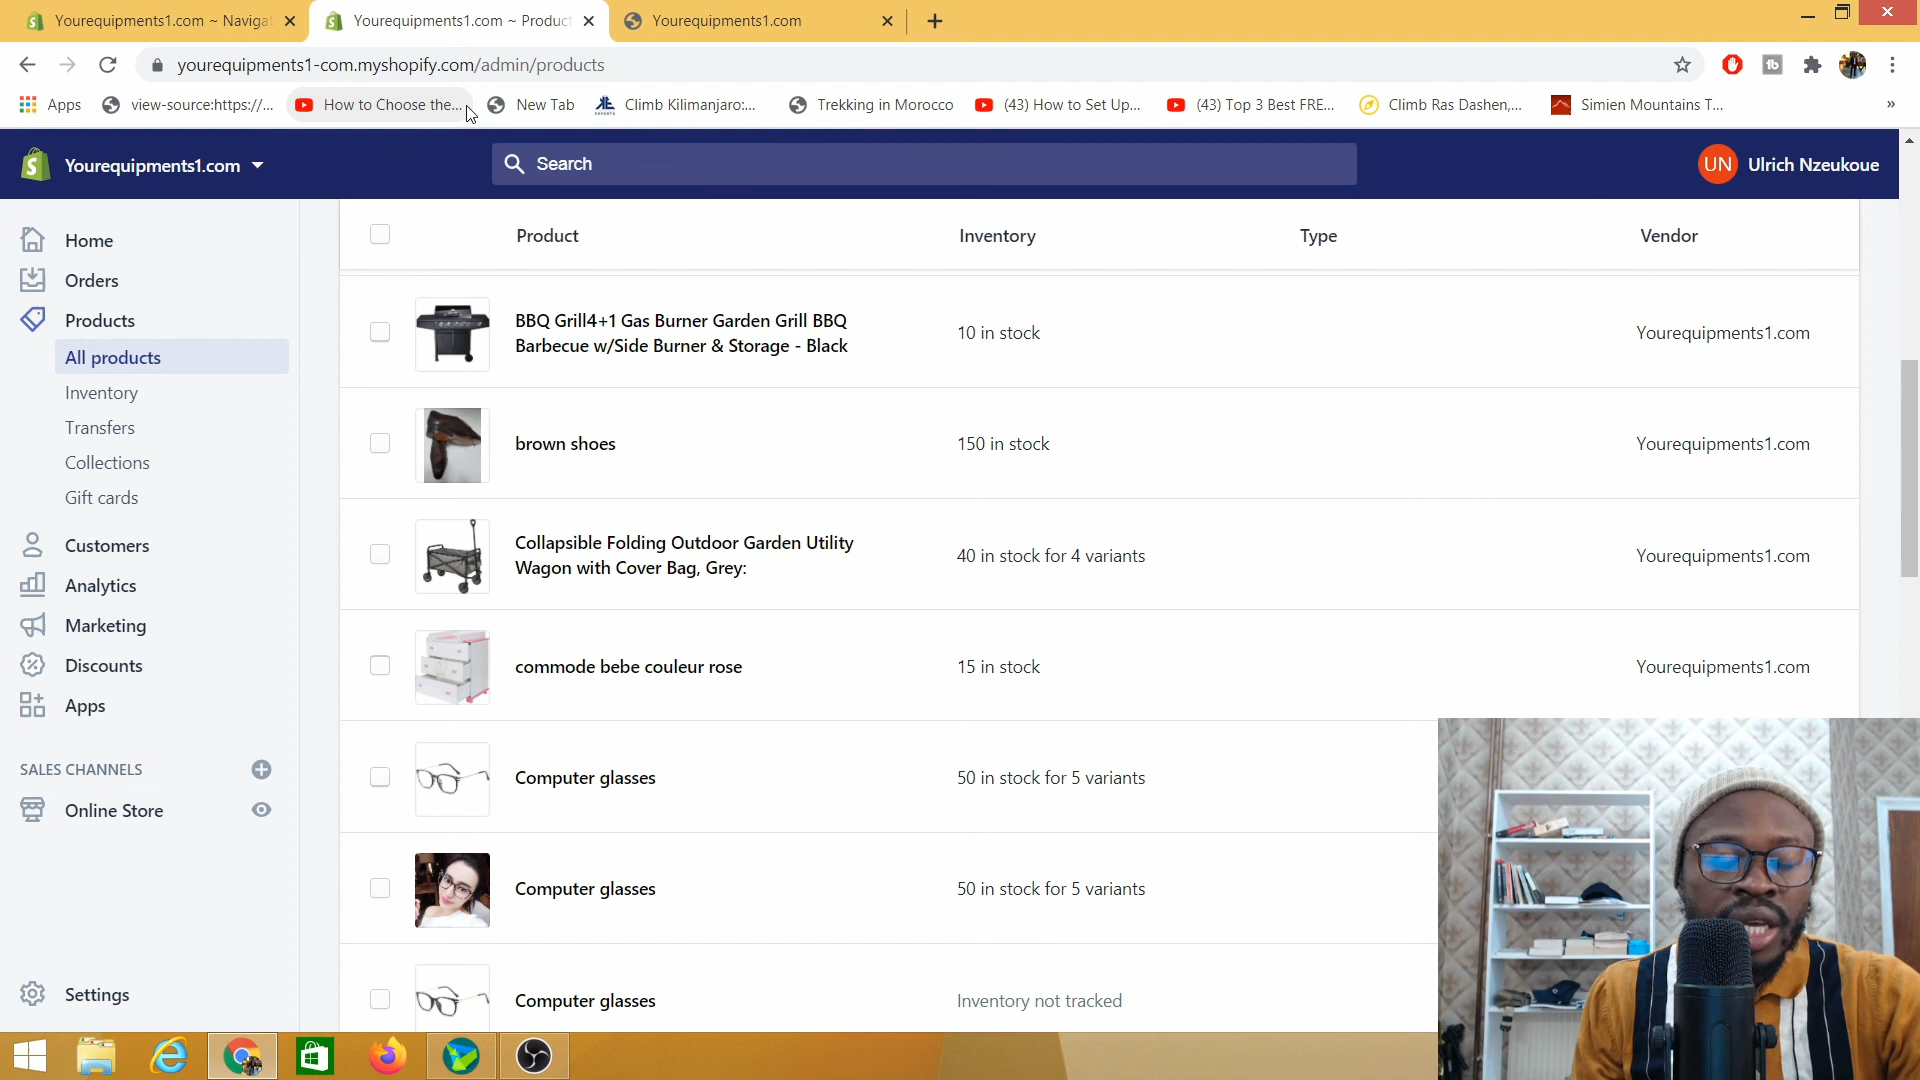 Yourequipments1.com ~ Naviga
Yourequipments1.com ~ Product
Yourequipments1.com
yourequipments1-com.myshopify.com/admin/products
Apps
view-source:https://...
How to Choose the...
New Tab
Climb Kilimanjaro:...
Trekking in Morocco
(43) How to Set Up...
(43) Top 3 Best FRE...
Climb Ras Dashen,...
Simien Mountains T...
»
Yourequipments1.com
Search
UN
Ulrich Nzeukoue
Home
Orders
Products
All products
Inventory
Transfers
Collections
Gift cards
Customers
Analytics
Marketing
Discounts
Apps
SALES CHANNELS
Online Store
Settings
Product
Inventory
Type
Vendor
BBQ Grill4+1 Gas Burner Garden Grill BBQ
Barbecue w/Side Burner & Storage - Black
10 in stock
Yourequipments1.com
brown shoes
150 in stock
Yourequipments1.com
Collapsible Folding Outdoor Garden Utility
Wagon with Cover Bag, Grey:
40 in stock for 4 variants
Yourequipments1.com
commode bebe couleur rose
15 in stock
Yourequipments1.com
Computer glasses
50 in stock for 5 variants
Computer glasses
50 in stock for 5 variants
Computer glasses
Inventory not tracked